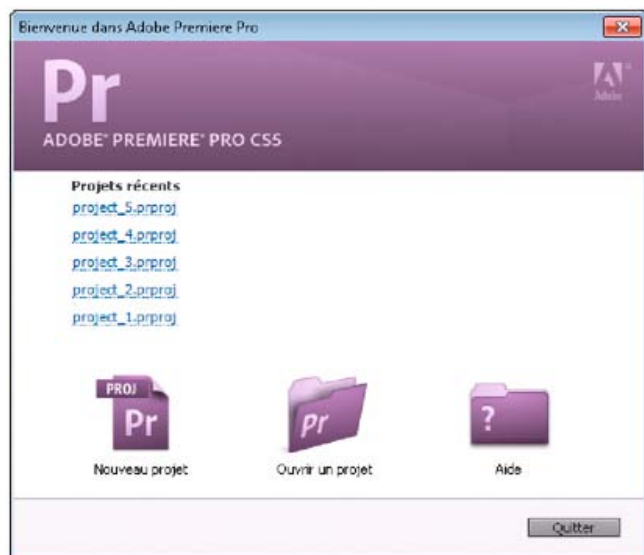 Bienvenue dans Adobe Premiere Pro
Pr
Adobe
ADOBE® PREMIERE® PRO CS5
Projets récents
project_5.prproj
project_4.prproj
project_3.prproj
project_2.prproj
project_1.prproj
PROJ
Pr
Pr
?
Nouveau projet
Ouvrir un projet
Aide
Quitter